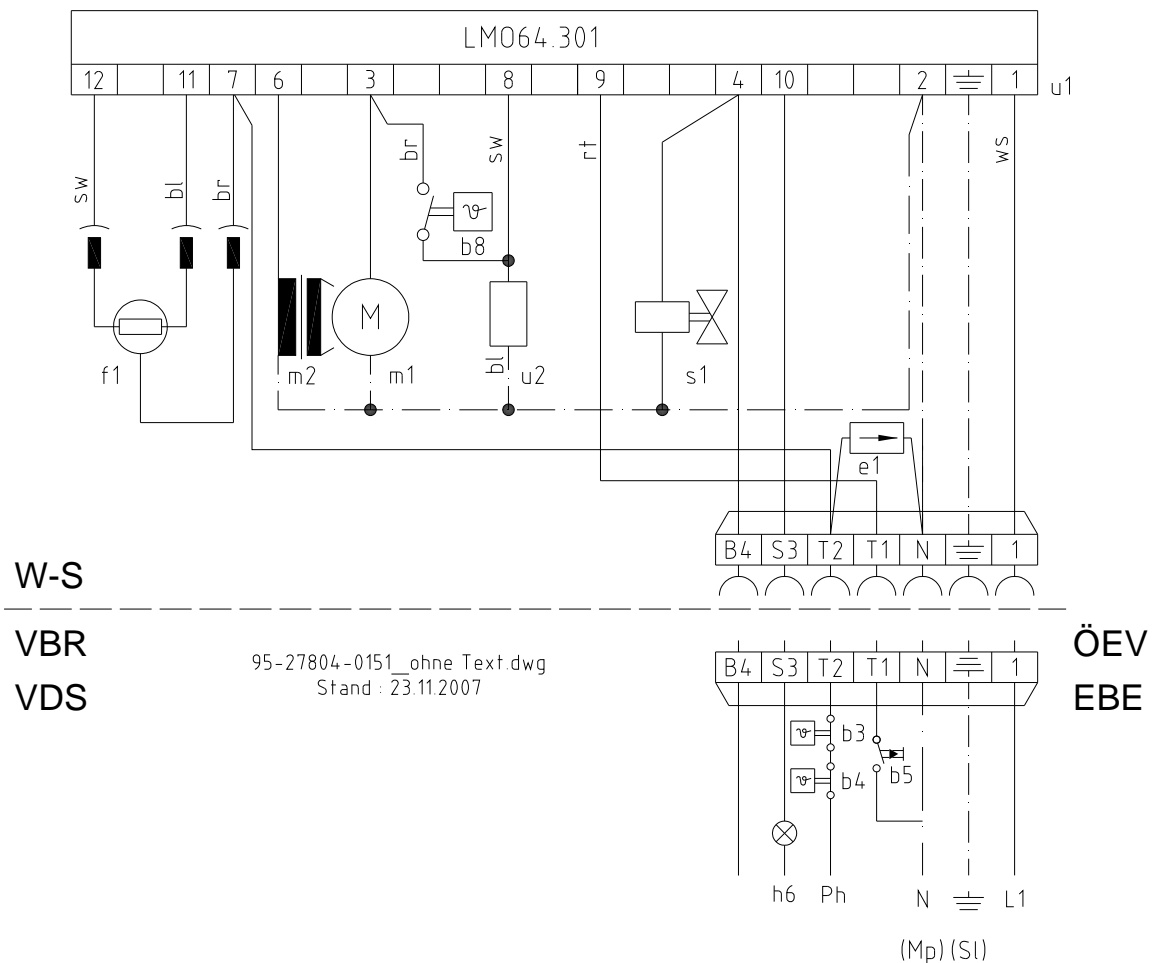 LMO64.301
12 11 7 6 3 8 9 4 10 2 1 u1
sw bl br br sw rt ws
b8
f1 m2 m1 bl u2 s1
e1
B4 S3 T2 T1 N 1
W-S
VBR ÖEV
VDS EBE
95-27804-0151_ohne Text.dwg
Stand : 23.11.2007
B4 S3 T2 T1 N 1
ϑ b3
ϑ b4 b5
h6 Ph N L1
(Mp) (Sl)
M
ϑ